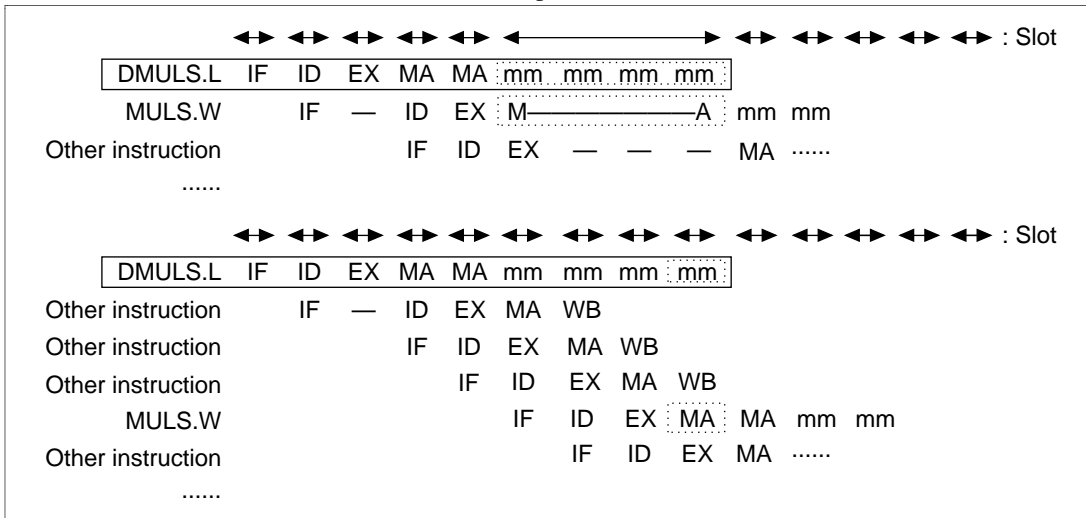 : Slot
DMULS.L IF ID EX MA MA mm mm mm mm
MULS.W IF — ID EX M——————A mm mm
Other instruction IF ID EX — — — MA ······
······
: Slot
DMULS.L IF ID EX MA MA mm mm mm mm
Other instruction IF — ID EX MA WB
Other instruction IF ID EX MA WB
Other instruction IF ID EX MA WB
MULS.W IF ID EX MA MA mm mm
Other instruction IF ID EX MA ······
······